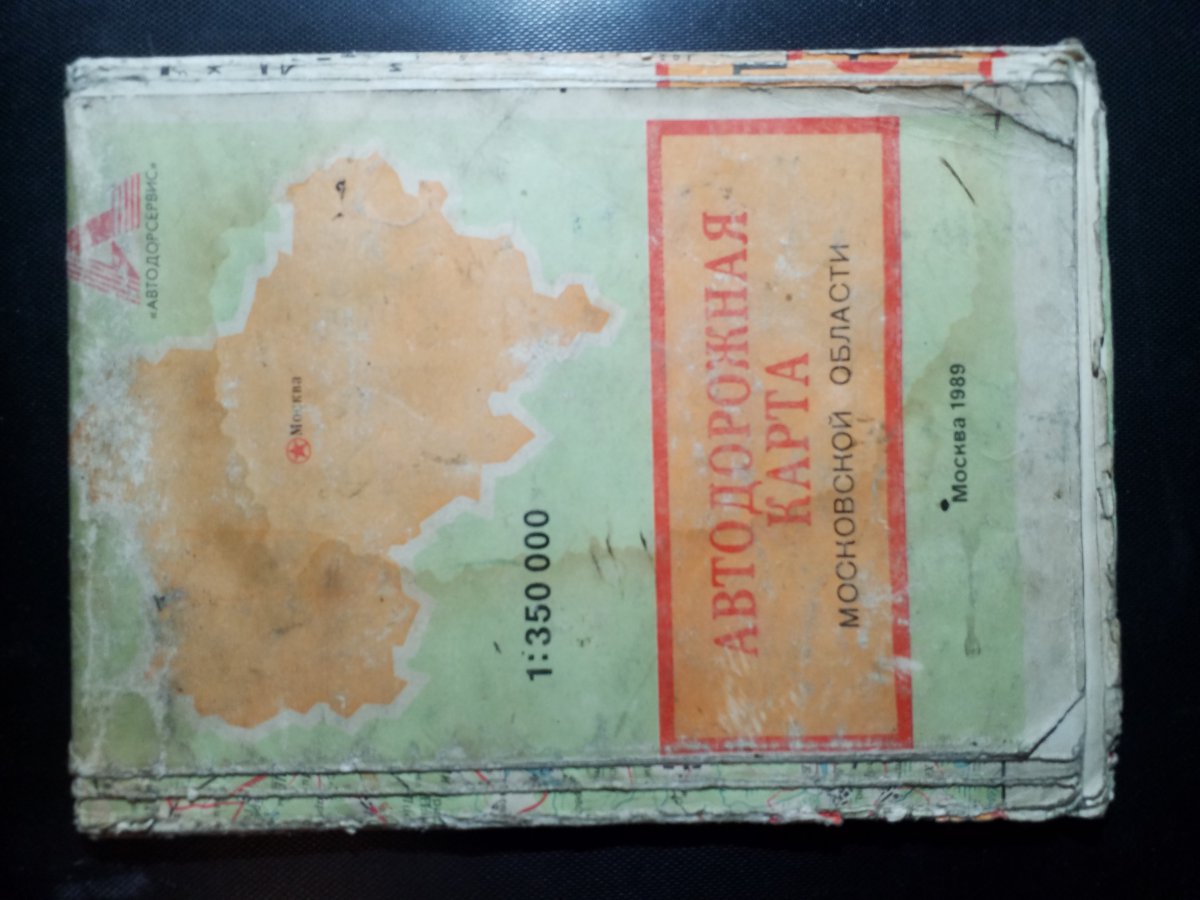 «АВТОДОРСЕРВИС»
Москва
1:350 000
АВТОДОРОЖНАЯ
КАРТА
МОСКОВСКОЙ ОБЛАСТИ
Москва 1989